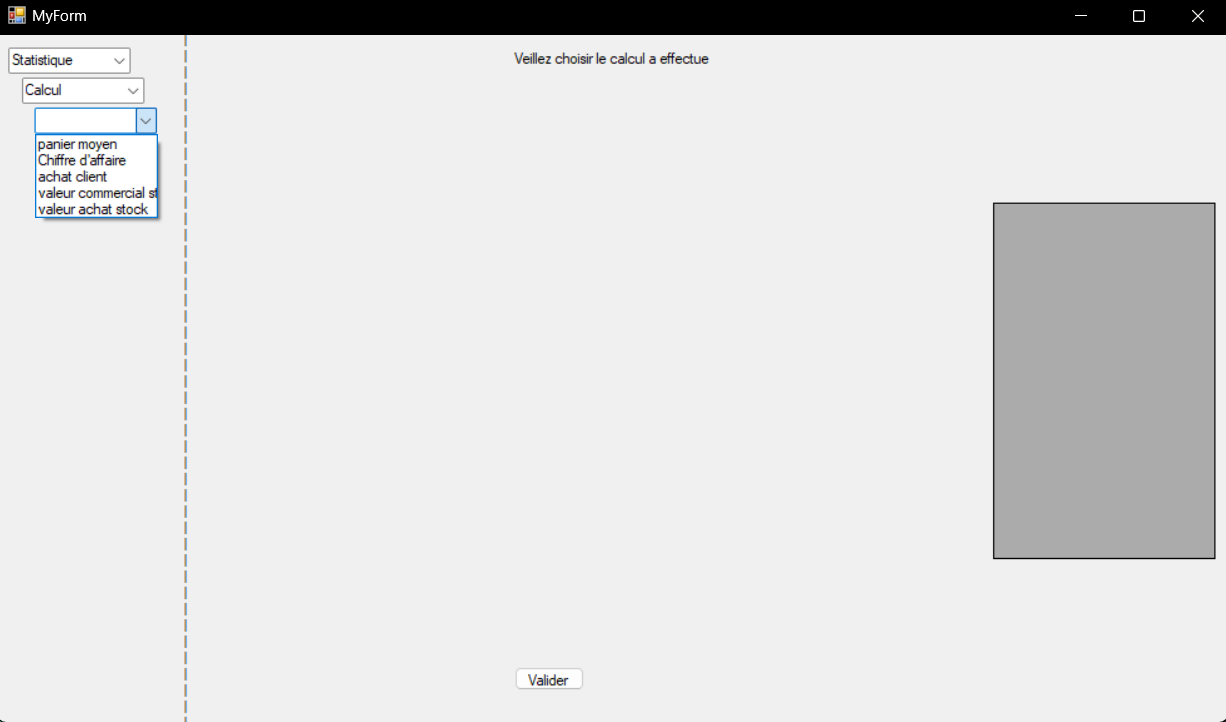 MyForm
Statistique
Veillez choisir le calcul a effectue
Calcul
panier moyen
Chiffre d'affaire
achat client
valeur commercial
valeur achat stock
Valider